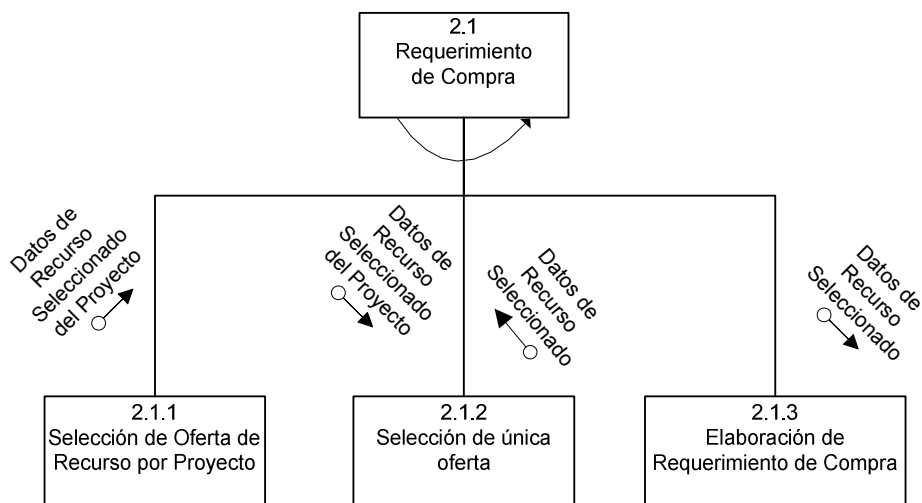 2.1
Requerimiento
de Compra
Datos de
Recurso
Seleccionado
del Proyecto
Datos de
Recurso
Seleccionado
del Proyecto
Datos de
Recurso
Seleccionado
Datos de
Recurso
Seleccionado
2.1.1
Selección de Oferta de
Recurso por Proyecto
2.1.2
Selección de única
oferta
2.1.3
Elaboración de
Requerimiento de Compra